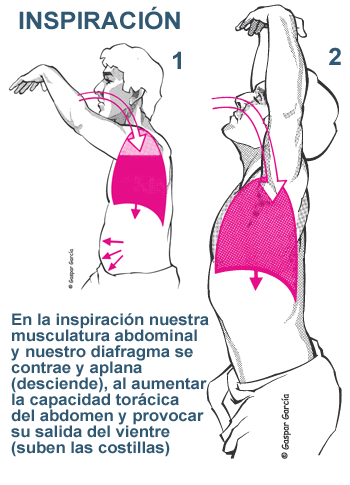 INSPIRACIÓN
1
2
© Gaspar García
En la inspiración nuestra
musculatura abdominal
y nuestro diafragma se
contrae y aplana
(desciende), al aumentar
la capacidad torácica
del abdomen y provocar
su salida del vientre
(suben las costillas)
© Gaspar García